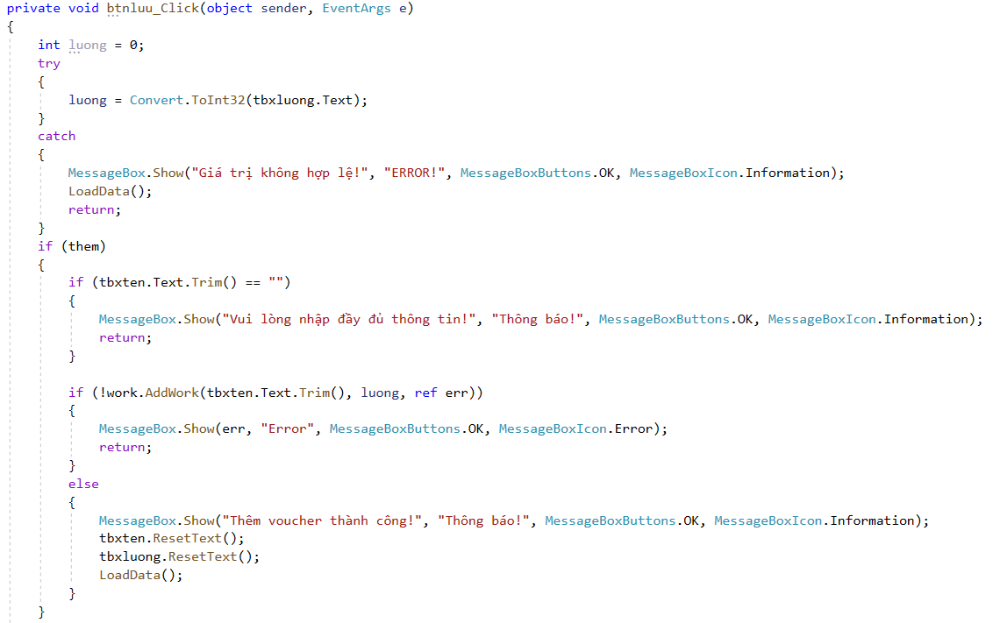 private void btnluu_Click(object sender, EventArgs e)
{
    int luong = 0;
    try
    {
        luong = Convert.ToInt32(tbxluong.Text);
    }
    catch
    {
        MessageBox.Show("Giá trị không hợp lệ!", "ERROR!", MessageBoxButtons.OK, MessageBoxIcon.Information);
        LoadData();
        return;
    }
    if (them)
    {
        if (tbxten.Text.Trim() == "")
        {
            MessageBox.Show("Vui lòng nhập đầy đủ thông tin!", "Thông báo!", MessageBoxButtons.OK, MessageBoxIcon.Information);
            return;
        }

        if (!work.AddWork(tbxten.Text.Trim(), luong, ref err))
        {
            MessageBox.Show(err, "Error", MessageBoxButtons.OK, MessageBoxIcon.Error);
            return;
        }
        else
        {
            MessageBox.Show("Thêm voucher thành công!", "Thông báo!", MessageBoxButtons.OK, MessageBoxIcon.Information);
            tbxten.ResetText();
            tbxluong.ResetText();
            LoadData();
        }
    }